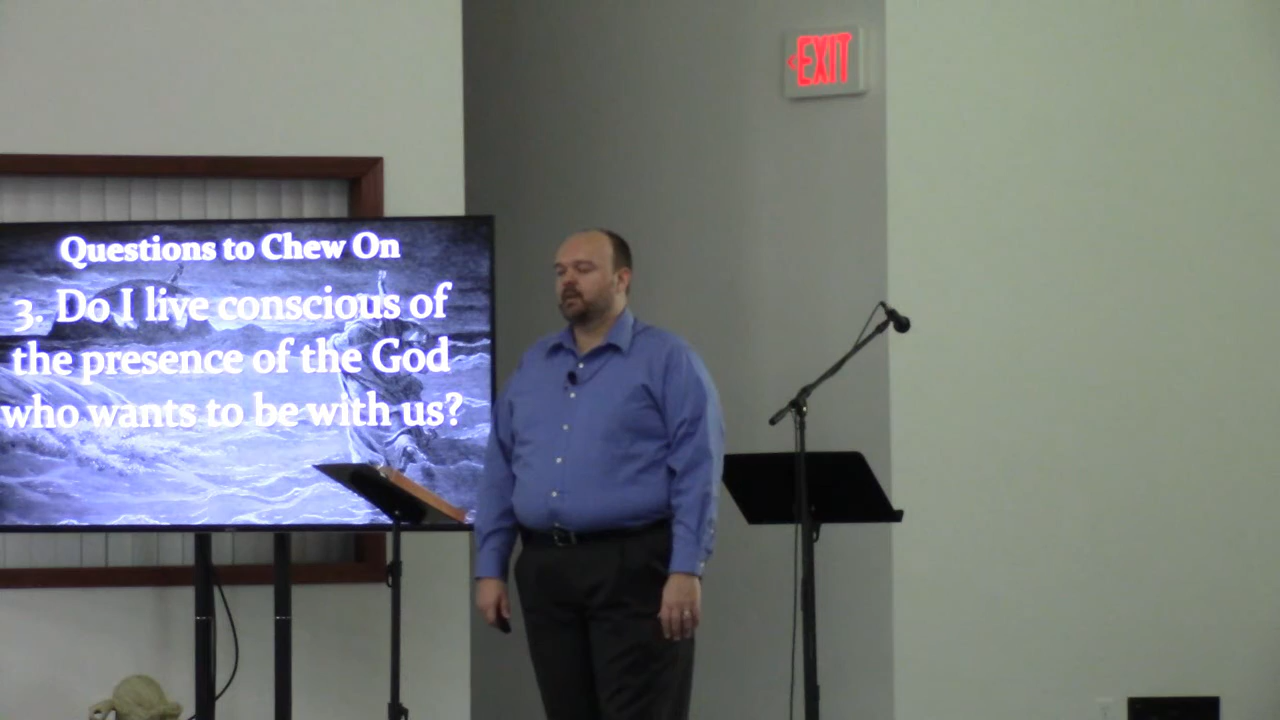 EXIT
Questions to Chew On
3. Do I live conscious of
the presence of the God
who wants to be with us?